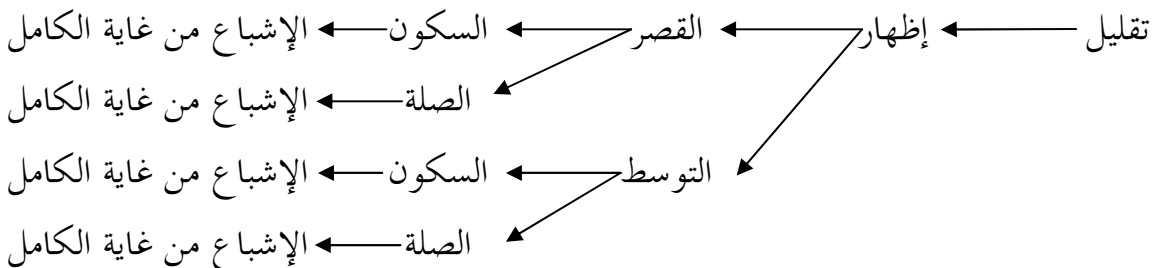 تقليل إظهار القصر السكون الإشباع من غاية الكامل
الصلة الإشباع من غاية الكامل
التوسط السكون الإشباع من غاية الكامل
الصلة الإشباع من غاية الكامل